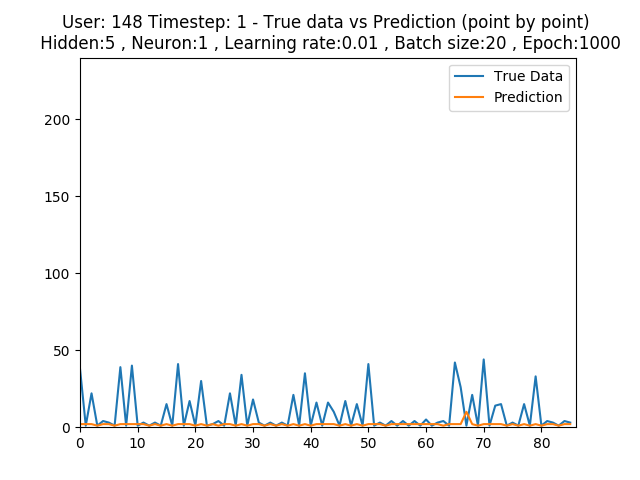 User: 148 Timestep: 1 - True data vs Prediction (point by point)
Hidden:5 , Neuron:1 , Learning rate:0.01 , Batch size:20 , Epoch:1000
True Data
Prediction
200
150
100
50
0
0 10 20 30 40 50 60 70 80